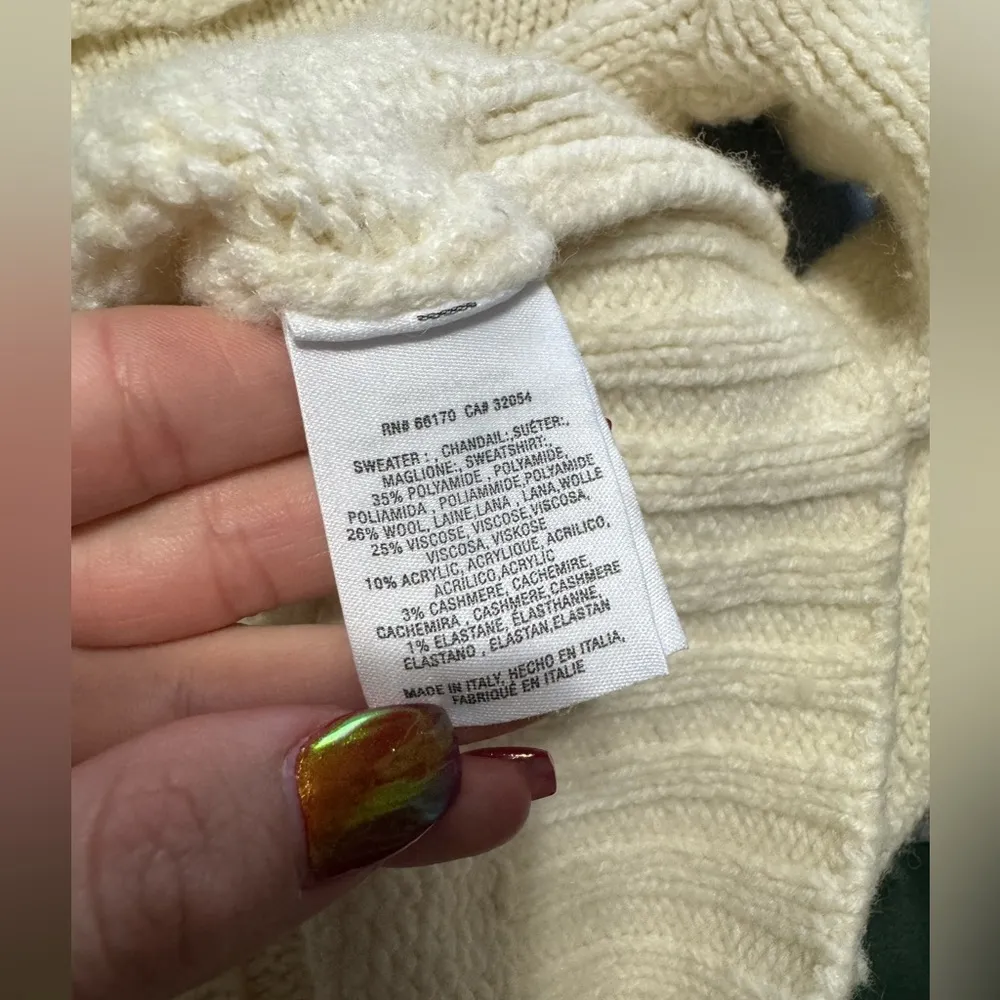 RN# 66170 CA# 32054
SWEATER : , CHANDAIL:,SUÉTER:,
MAGLIONE:, SWEATSHIRT:,
35% POLYAMIDE , POLYAMIDE,
POLIAMIDA , POLIAMMIDE,POLYAMIDE
26% WOOL, LAINE,LANA , LANA,WOLLE
25% VISCOSE, VISCOSE,VISCOSA,
VISCOSA, VISKOSE
10% ACRYLIC, ACRYLIQUE, ACRILICO,
ACRÍLICO,ACRYLIC
3% CASHMERE, CACHEMIRE,
CACHEMIRA , CASHMERE,CASHMERE
1% ELASTANE, ELASTHANNE,
ELASTANO , ELASTAN,ELASTAN
MADE IN ITALY, HECHO EN ITALIA,
FABRIQUÉ EN ITALIE